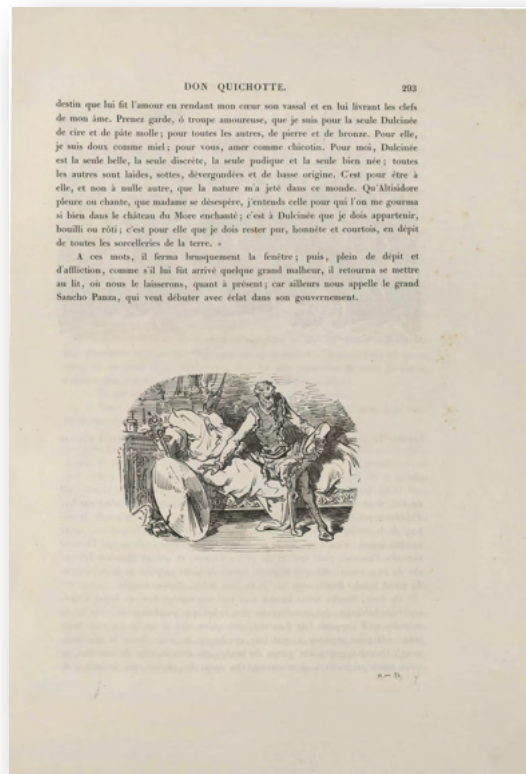 DON QUICHOTTE. 293
destin que lui fit l'amour en rendant mon cœur son vassal et en lui livrant les clefs
de mon âme. Prenez garde, ô troupe amoureuse, que je suis pour la seule Dulcinée
de cire et de pâte molle; pour toutes les autres, de pierre et de bronze. Pour elle,
je suis doux comme miel; pour vous, amer comme chicotin. Pour moi, Dulcinée
est la seule belle, la seule discrète, la seule pudique et la seule bien née; toutes
les autres sont laides, sottes, dévergondées et de basse origine. C'est pour être à
elle, et non à nulle autre, que la nature m'a jeté dans ce monde. Qu'Altisidore
pleure ou chante, que madame se désespère, j'entends celle pour qui l'on me gourma
si bien dans le château du More enchanté; c'est à Dulcinée que je dois appartenir,
bouilli ou rôti; c'est pour elle que je dois rester pur, honnête et courtois, en dépit
de toutes les sorcelleries de la terre. »
A ces mots, il ferma brusquement la fenêtre; puis, plein de dépit et
d'affliction, comme s'il lui fût arrivé quelque grand malheur, il retourna se mettre
au lit, où nous le laisserons, quant à présent; car ailleurs nous appelle le grand
Sancho Panza, qui veut débuter avec éclat dans son gouvernement.